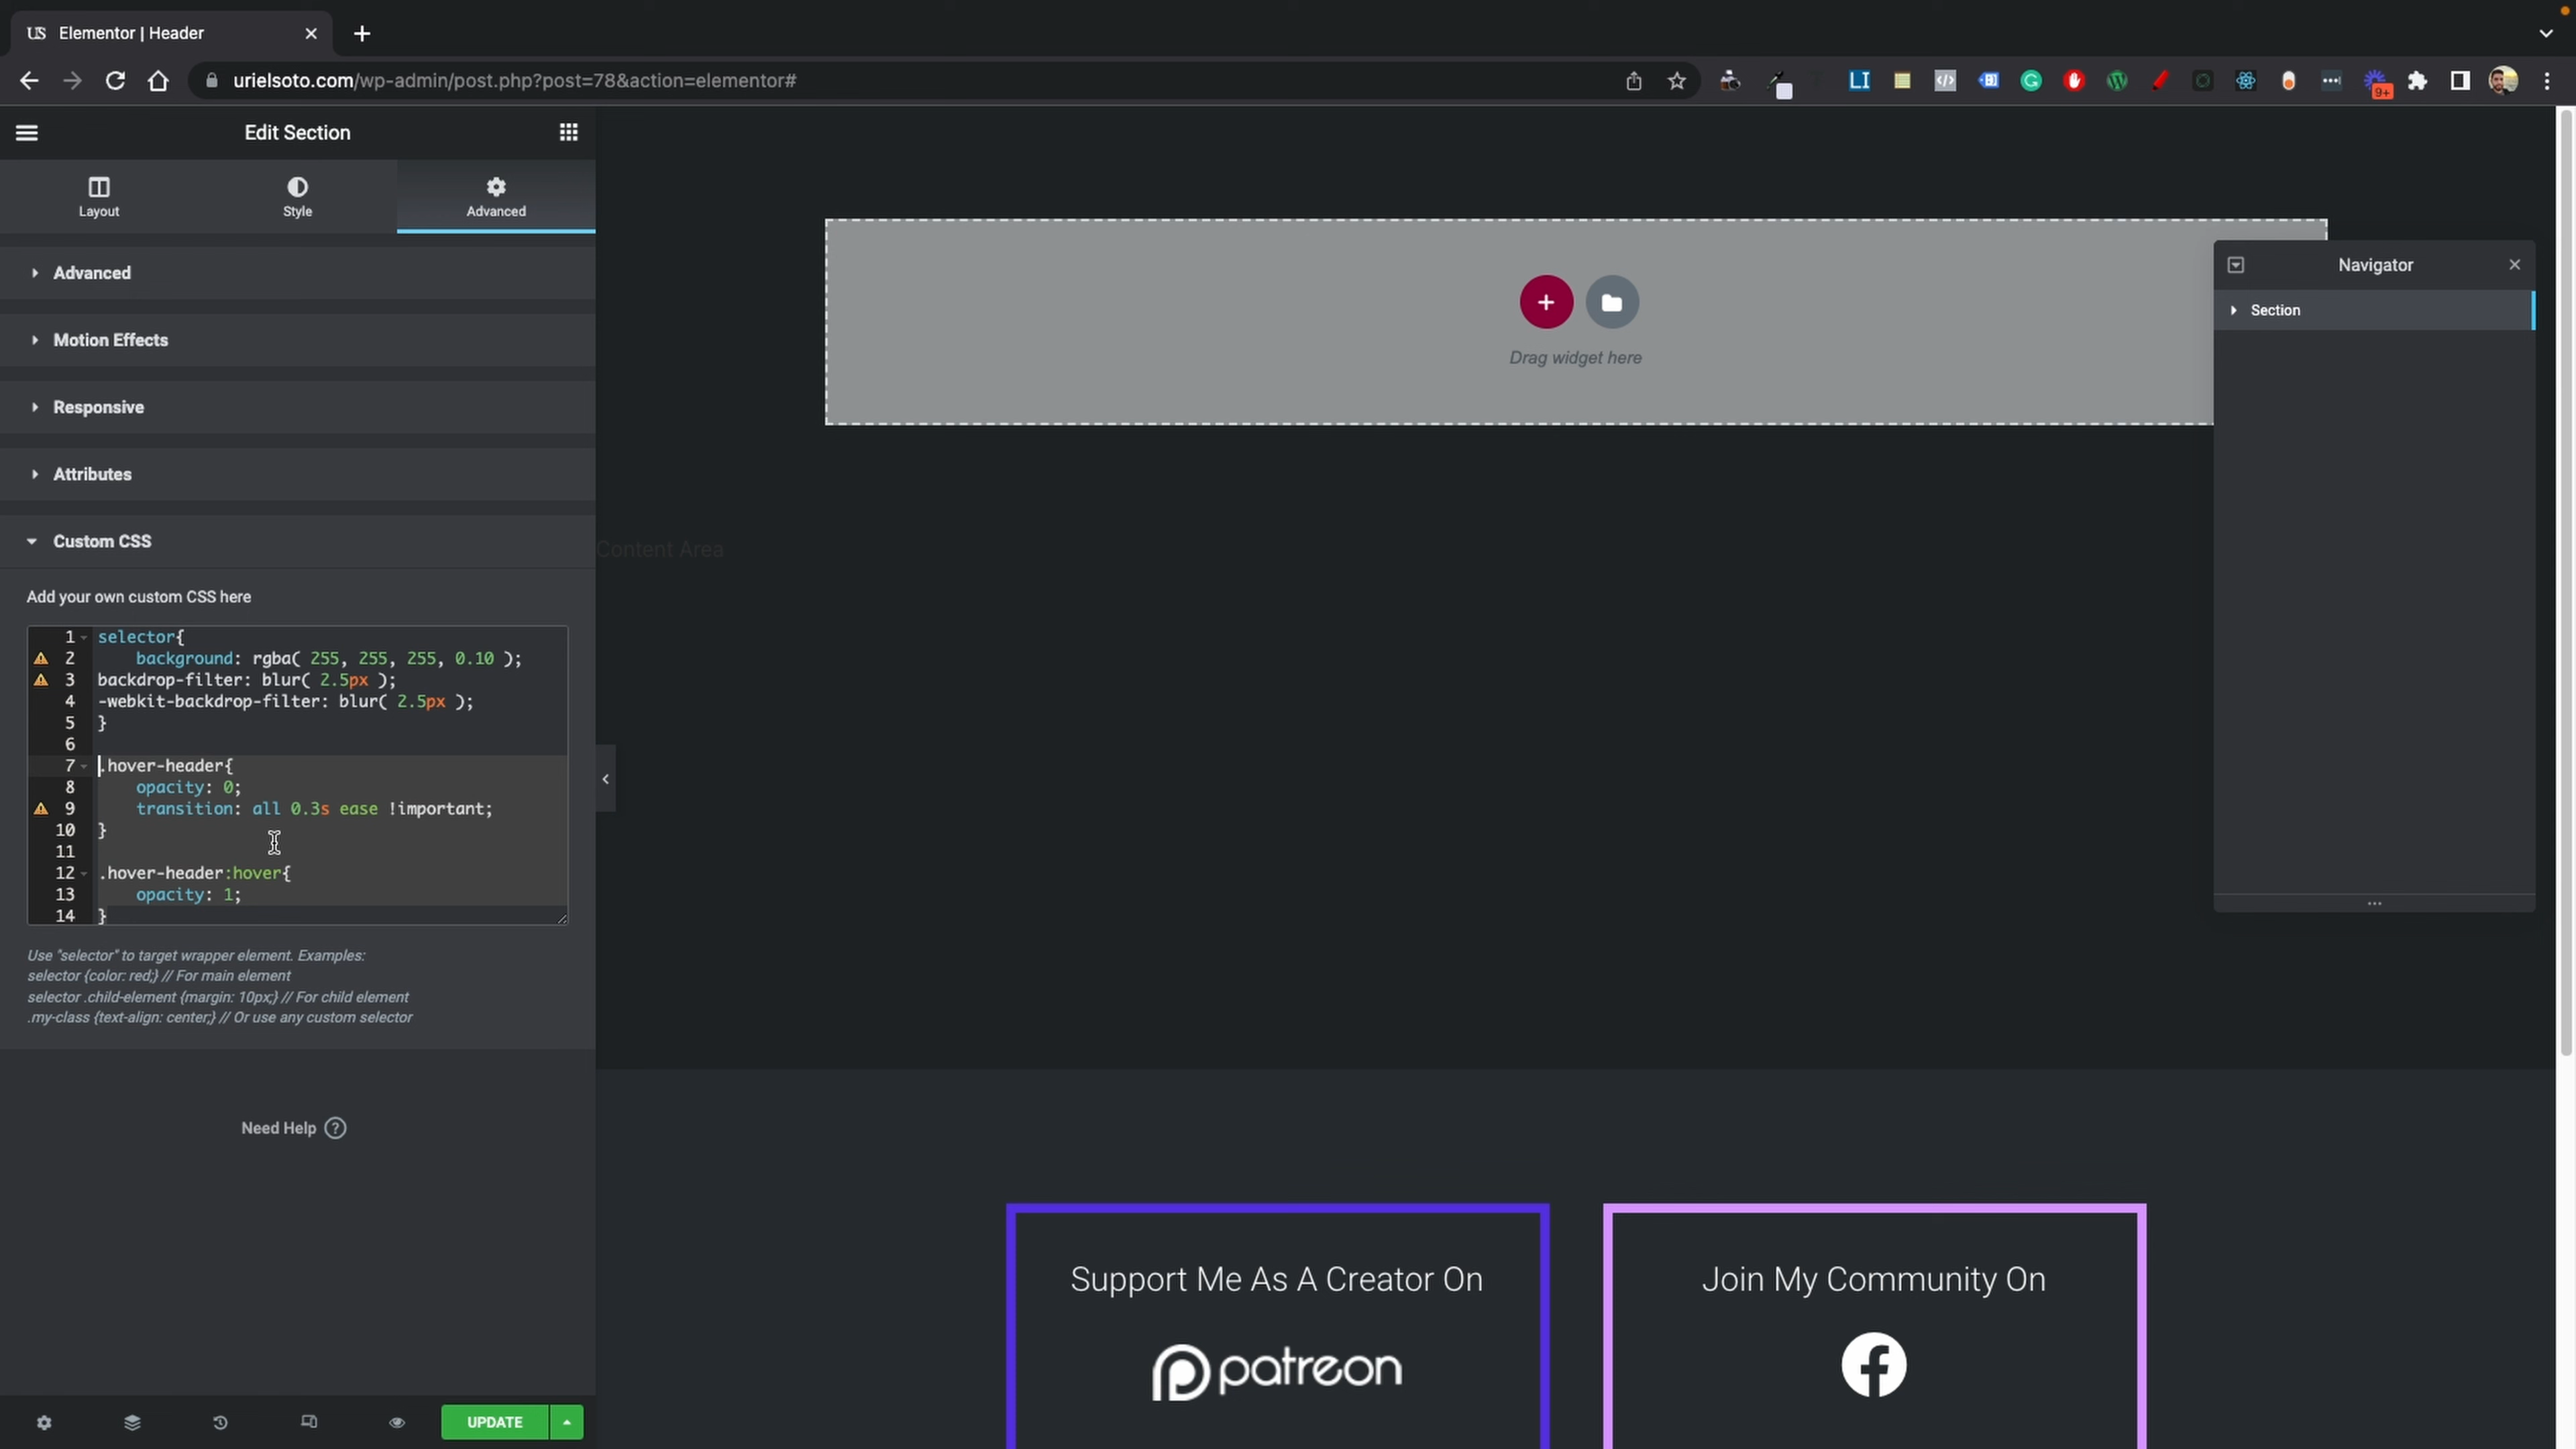 US Elementor | Header
urielsoto.com/wp-admin/post.php?post=78&action=elementor#
9+
Edit Section
Layout
Style
Advanced
Advanced
Motion Effects
Responsive
Attributes
Custom CSS
Add your own custom CSS here
1 selector{
2 background: rgba( 255, 255, 255, 0.10 );
3 backdrop-filter: blur( 2.5px );
4 -webkit-backdrop-filter: blur( 2.5px );
5 }
6
7 .hover-header{
8 opacity: 0;
9 transition: all 0.3s ease !important;
10 }
11
12 .hover-header:hover{
13 opacity: 1;
14 }
Use "selector" to target wrapper element. Examples:
selector {color: red;} // For main element
selector .child-element {margin: 10px;} // For child element
.my-class {text-align: center;} // Or use any custom selector
Need Help ?
UPDATE
Drag widget here
Navigator
Section
Content Area
Support Me As A Creator On
patreon
Join My Community On